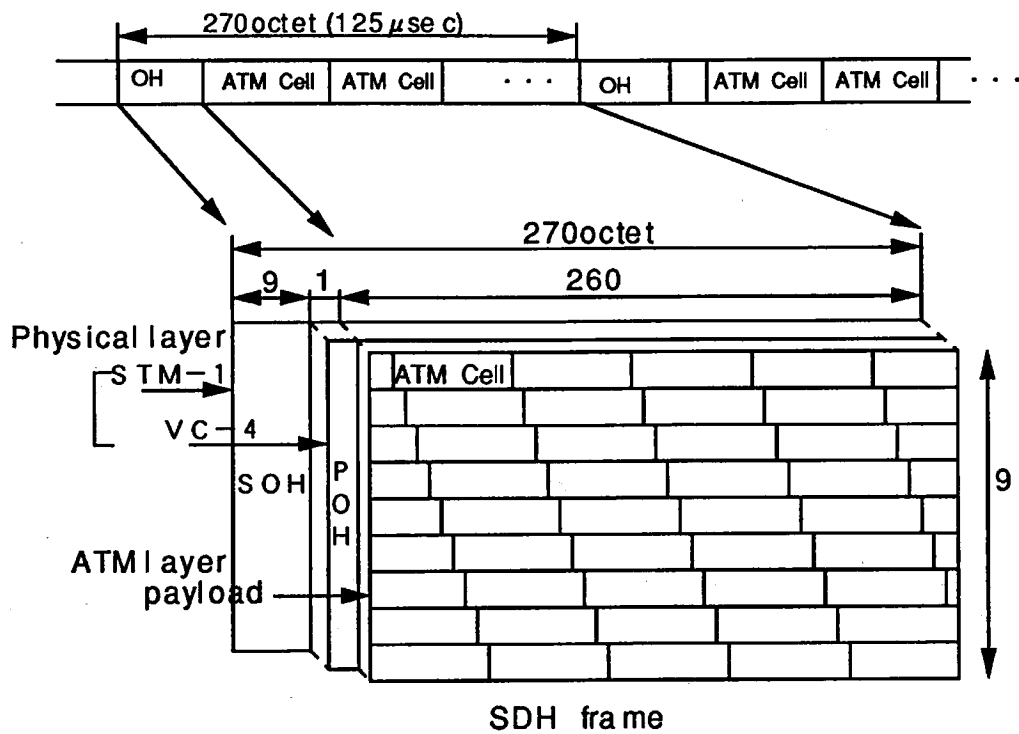 270octet (125μsec)
OH ATM Cell ATM Cell · · · OH ATM Cell ATM Cell · · ·
270octet
9 1 260
Physical layer
STM-1
ATM Cell
VC-4
SOH
POH
9
ATM layer
payload
SDH frame